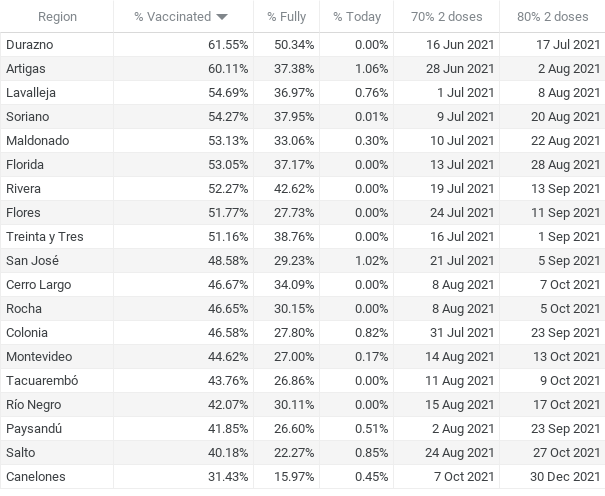 Region % Vaccinated % Fully % Today 70% 2 doses 80% 2 doses
Durazno 61.55% 50.34% 0.00% 16 Jun 2021 17 Jul 2021
Artigas 60.11% 37.38% 1.06% 28 Jun 2021 2 Aug 2021
Lavalleja 54.69% 36.97% 0.76% 1 Jul 2021 8 Aug 2021
Soriano 54.27% 37.95% 0.01% 9 Jul 2021 20 Aug 2021
Maldonado 53.13% 33.06% 0.30% 10 Jul 2021 22 Aug 2021
Florida 53.05% 37.17% 0.00% 13 Jul 2021 28 Aug 2021
Rivera 52.27% 42.62% 0.00% 19 Jul 2021 13 Sep 2021
Flores 51.77% 27.73% 0.00% 24 Jul 2021 11 Sep 2021
Treinta y Tres 51.16% 38.76% 0.00% 16 Jul 2021 1 Sep 2021
San José 48.58% 29.23% 1.02% 21 Jul 2021 5 Sep 2021
Cerro Largo 46.67% 34.09% 0.00% 8 Aug 2021 7 Oct 2021
Rocha 46.65% 30.15% 0.00% 8 Aug 2021 5 Oct 2021
Colonia 46.58% 27.80% 0.82% 31 Jul 2021 23 Sep 2021
Montevideo 44.62% 27.00% 0.17% 14 Aug 2021 13 Oct 2021
Tacuarembó 43.76% 26.86% 0.00% 11 Aug 2021 9 Oct 2021
Río Negro 42.07% 30.11% 0.00% 15 Aug 2021 17 Oct 2021
Paysandú 41.85% 26.60% 0.51% 2 Aug 2021 23 Sep 2021
Salto 40.18% 22.27% 0.85% 24 Aug 2021 27 Oct 2021
Canelones 31.43% 15.97% 0.45% 7 Oct 2021 30 Dec 2021